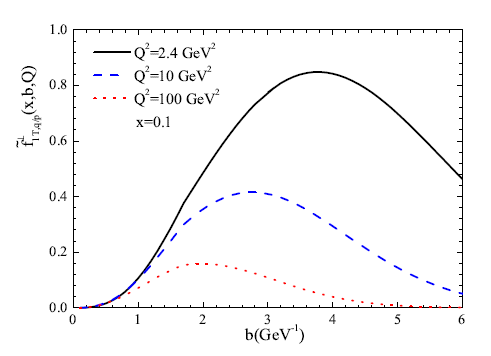 1.0
0.8
0.6
0.4
0.2
0.0
0 1 2 3 4 5 6
b(GeV⁻¹)
f̃⊥1T,q/p(x,b,Q)
Q²=2.4 GeV²
Q²=10 GeV²
Q²=100 GeV²
x=0.1